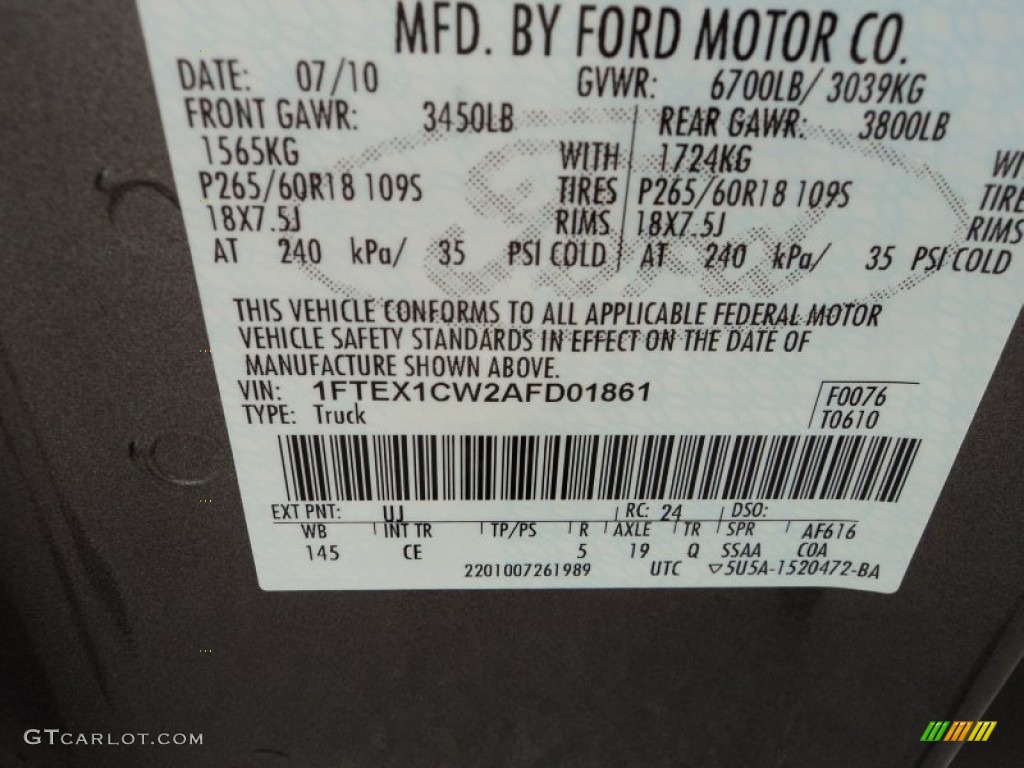 MFD. BY FORD MOTOR CO.
DATE: 07/10 GVWR: 6700LB/ 3039KG
FRONT GAWR: 3450LB REAR GAWR: 3800LB
1565KG WITH 1724KG WI
P265/60R18 109S TIRES P265/60R18 109S TIRE
18X7.5J RIMS 18X7.5J RIMS
AT 240 kPa/ 35 PSI COLD AT 240 kPa/ 35 PSI COLD
THIS VEHICLE CONFORMS TO ALL APPLICABLE FEDERAL MOTOR
VEHICLE SAFETY STANDARDS IN EFFECT ON THE DATE OF
MANUFACTURE SHOWN ABOVE.
VIN: 1FTEX1CW2AFD01861 F0076
TYPE: Truck T0610
EXT PNT: UJ RC: 24 DSO:
WB INT TR TP/PS R AXLE TR SPR AF616
145 CE 5 19 Q SSAA COA
2201007261989 UTC ▽5U5A-1520472-BA
GTCARLOT.COM